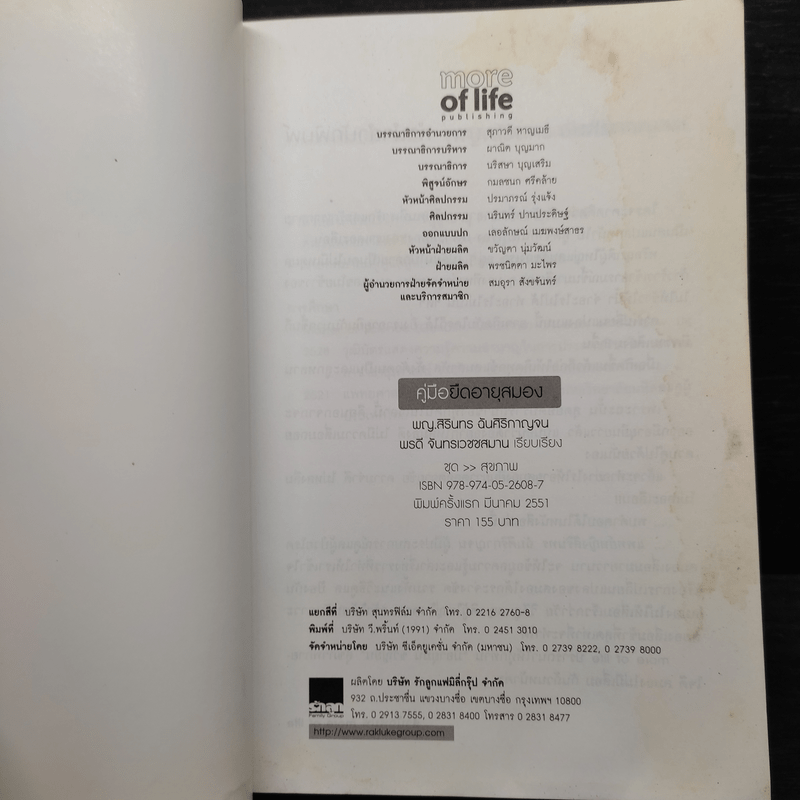 more
of life
publishing
บรรณาธิการอำนวยการ สุภาวดี หาญเมธี
บรรณาธิการบริหาร ผาณิต บุญมาก
บรรณาธิการ นริสษา บุญเสริม
พิสูจน์อักษร กมลชนก ศรีคล้าย
หัวหน้าศิลปกรรม ปรมาภรณ์ รุ่งแจ้ง
ศิลปกรรม นรินทร์ ปานประดิษฐ์
ออกแบบปก เลอลักษณ์ เมฆพงษ์สาธร
หัวหน้าฝ่ายผลิต ขวัญตา นุ่มวัฒน์
ฝ่ายผลิต พรชนิตตา มะไพร
ผู้อำนวยการฝ่ายจัดจำหน่าย สมอุรา สังขจันทร์
และบริการสมาชิก
คู่มือยืดอายุสมอง
พญ.สิรินทร ฉันศิริกาญจน
พรดี จันทรเวชชสมาน เรียบเรียง
ชุด >> สุขภาพ
ISBN 978-974-05-2608-7
พิมพ์ครั้งแรก มีนาคม 2551
ราคา 155 บาท
แยกสีที่ บริษัท สุนทรฟิล์ม จำกัด โทร. 0 2216 2760-8
พิมพ์ที่ บริษัท วี.พริ้นท์ (1991) จำกัด โทร. 0 2451 3010
จัดจำหน่ายโดย บริษัท ซีเอ็ดยูเคชั่น จำกัด (มหาชน) โทร. 0 2739 8222, 0 2739 8000
รักลูก
Family Group
ผลิตโดย บริษัท รักลูกแฟมิลี่กรุ๊ป จำกัด
932 ถ.ประชาชื่น แขวงบางซื่อ เขตบางซื่อ กรุงเทพฯ 10800
โทร. 0 2913 7555, 0 2831 8400 โทรสาร 0 2831 8477
http://www.raklukegroup.com